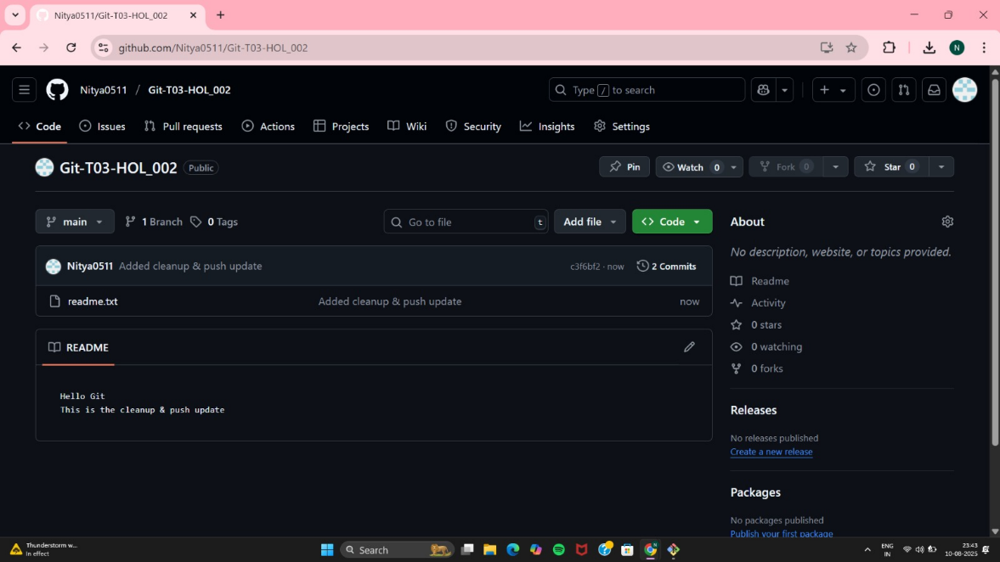 Nitya0511/Git-T03-HOL_002
github.com/Nitya0511/Git-T03-HOL_002
N
Nitya0511 / Git-T03-HOL_002
Type / to search
Code Issues Pull requests Actions Projects Wiki Security Insights Settings
Git-T03-HOL_002 Public
Pin Watch 0 Fork 0 Star 0
main 1 Branch 0 Tags Go to file t Add file Code
Nitya0511 Added cleanup & push update c3f6bf2 · now 2 Commits
readme.txt Added cleanup & push update now
README
Hello Git
This is the cleanup & push update
About
No description, website, or topics provided.
Readme
Activity
0 stars
0 watching
0 forks
Releases
No releases published
Create a new release
Packages
No packages published
Publish your first package
Thunderstorm w...
In effect
Search
ENG
IN
23:43
10-08-2025